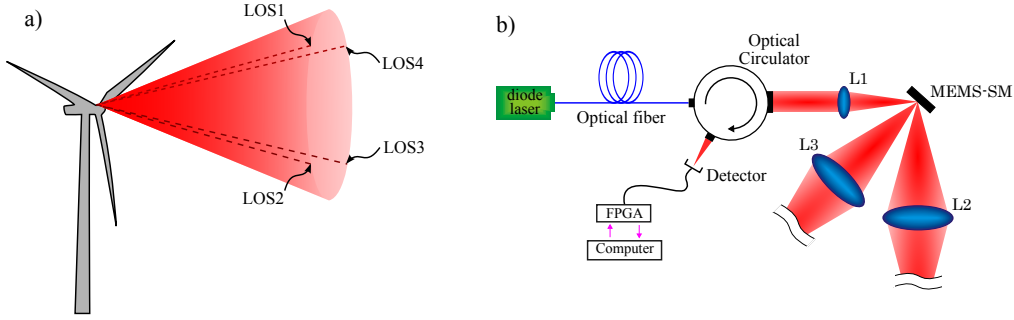 a)
LOS1
LOS4
LOS3
LOS2
b)
diode
laser
Optical fiber
Optical
Circulator
L1
MEMS-SM
L3
L2
Detector
FPGA
Computer